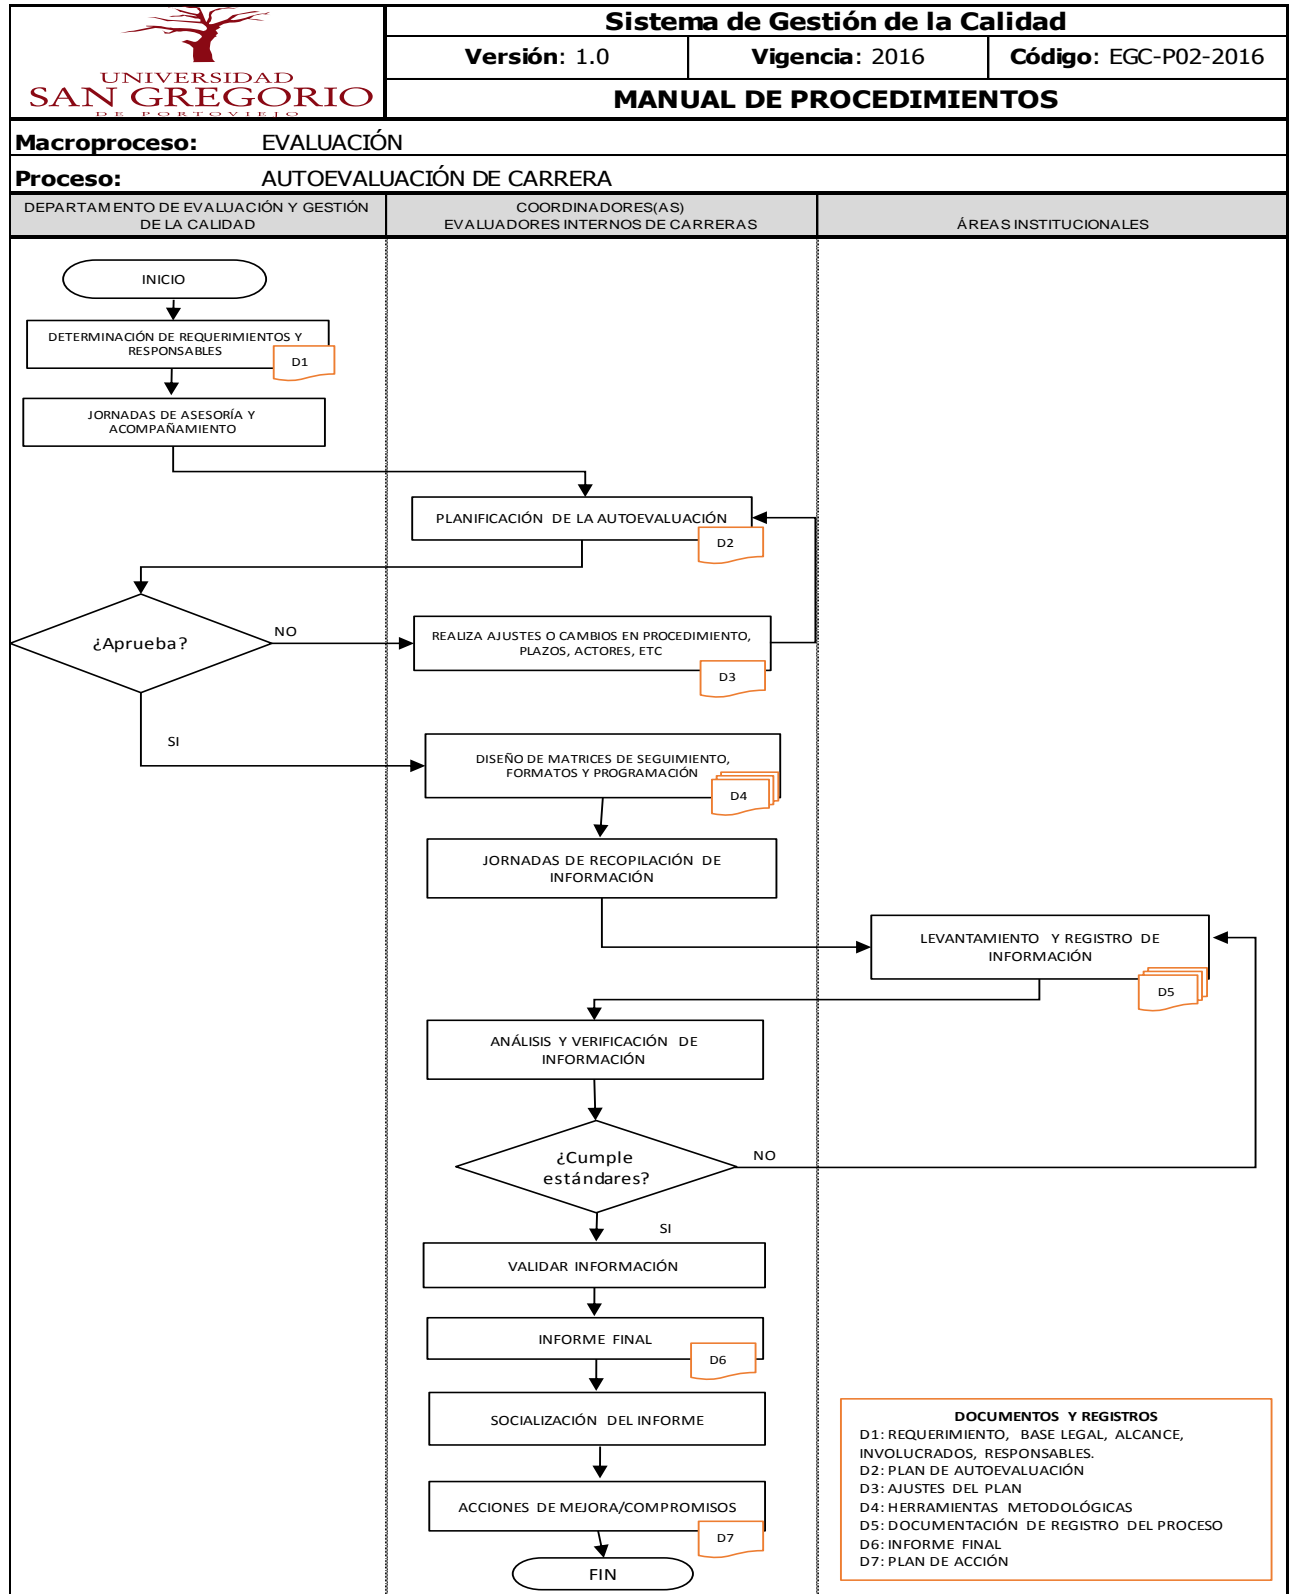 UNIVERSIDAD
SAN GREGORIO
DE PORTOVIEJO
Sistema de Gestión de la Calidad
Versión: 1.0
Vigencia: 2016
Código: EGC-P02-2016
MANUAL DE PROCEDIMIENTOS
Macroproceso: EVALUACIÓN
Proceso: AUTOEVALUACIÓN DE CARRERA
DEPARTAMENTO DE EVALUACIÓN Y GESTIÓN
DE LA CALIDAD
COORDINADORES(AS)
EVALUADORES INTERNOS DE CARRERAS
ÁREAS INSTITUCIONALES
INICIO
DETERMINACIÓN DE REQUERIMIENTOS Y
RESPONSABLES
D1
JORNADAS DE ASESORÍA Y
ACOMPAÑAMIENTO
PLANIFICACIÓN DE LA AUTOEVALUACIÓN
D2
¿Aprueba?
NO
REALIZA AJUSTES O CAMBIOS EN PROCEDIMIENTO,
PLAZOS, ACTORES, ETC
D3
SI
DISEÑO DE MATRICES DE SEGUIMIENTO,
FORMATOS Y PROGRAMACIÓN
D4
JORNADAS DE RECOPILACIÓN DE
INFORMACIÓN
LEVANTAMIENTO Y REGISTRO DE
INFORMACIÓN
D5
ANÁLISIS Y VERIFICACIÓN DE
INFORMACIÓN
¿Cumple
estándares?
NO
SI
VALIDAR INFORMACIÓN
INFORME FINAL
D6
SOCIALIZACIÓN DEL INFORME
ACCIONES DE MEJORA/COMPROMISOS
D7
FIN
DOCUMENTOS Y REGISTROS
D1: REQUERIMIENTO, BASE LEGAL, ALCANCE,
INVOLUCRADOS, RESPONSABLES.
D2: PLAN DE AUTOEVALUACIÓN
D3: AJUSTES DEL PLAN
D4: HERRAMIENTAS METODOLÓGICAS
D5: DOCUMENTACIÓN DE REGISTRO DEL PROCESO
D6: INFORME FINAL
D7: PLAN DE ACCIÓN